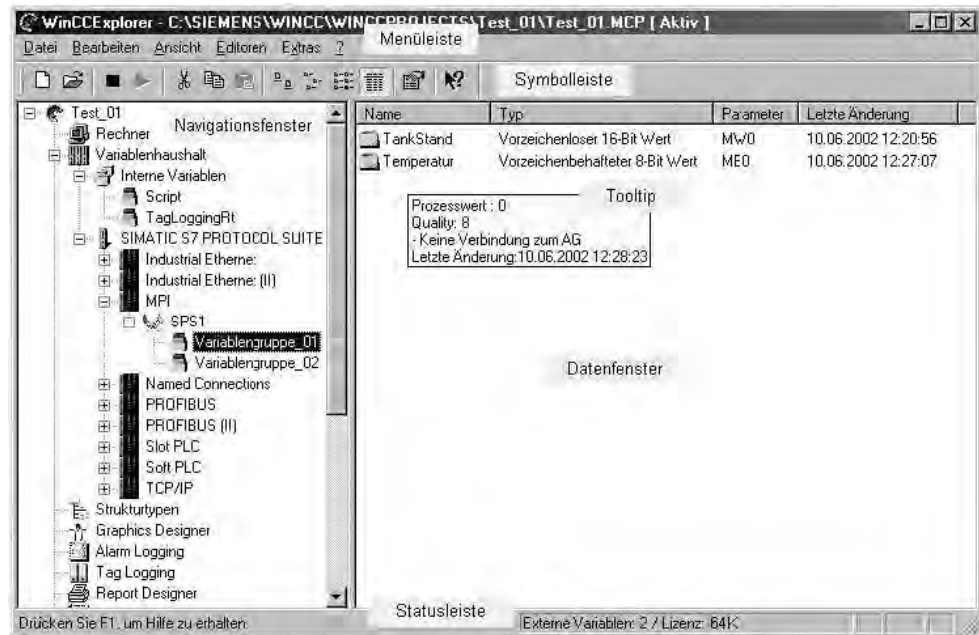 WinCCExplorer - C:\SIEMENS\WINCC\WINCCPROJECTS\Test_01\Test_01.MCP [ Aktiv ]
Datei Bearbeiten Ansicht Editoren Extras ?
Menüleiste
Symbolleiste
Navigationsfenster
Test_01
Rechner
Variablenhaushalt
Interne Variablen
Script
TagLoggingRt
SIMATIC S7 PROTOCOL SUITE
Industrial Etherne:
Industrial Etherne: (II)
MPI
SPS1
Variablengruppe_01
Variablengruppe_02
Named Connections
PROFIBUS
PROFIBUS (II)
Slot PLC
Soft PLC
TCP/IP
Strukturtypen
Graphics Designer
Alarm Logging
Tag Logging
Report Designer
Name Typ Parameter Letzte Änderung
TankStand Vorzeichenloser 16-Bit Wert MW0 10.06.2002 12:20:56
Temperatur Vorzeichenbehafteter 8-Bit Wert ME0 10.06.2002 12:27:07
Tooltip
Prozesswert : 0
Quality: 8
- Keine Verbindung zum AG
Letzte Änderung:10.06.2002 12:28:23
Datenfenster
Statusleiste
Drücken Sie F1, um Hilfe zu erhalten.
Externe Variablen: 2 / Lizenz: 64K